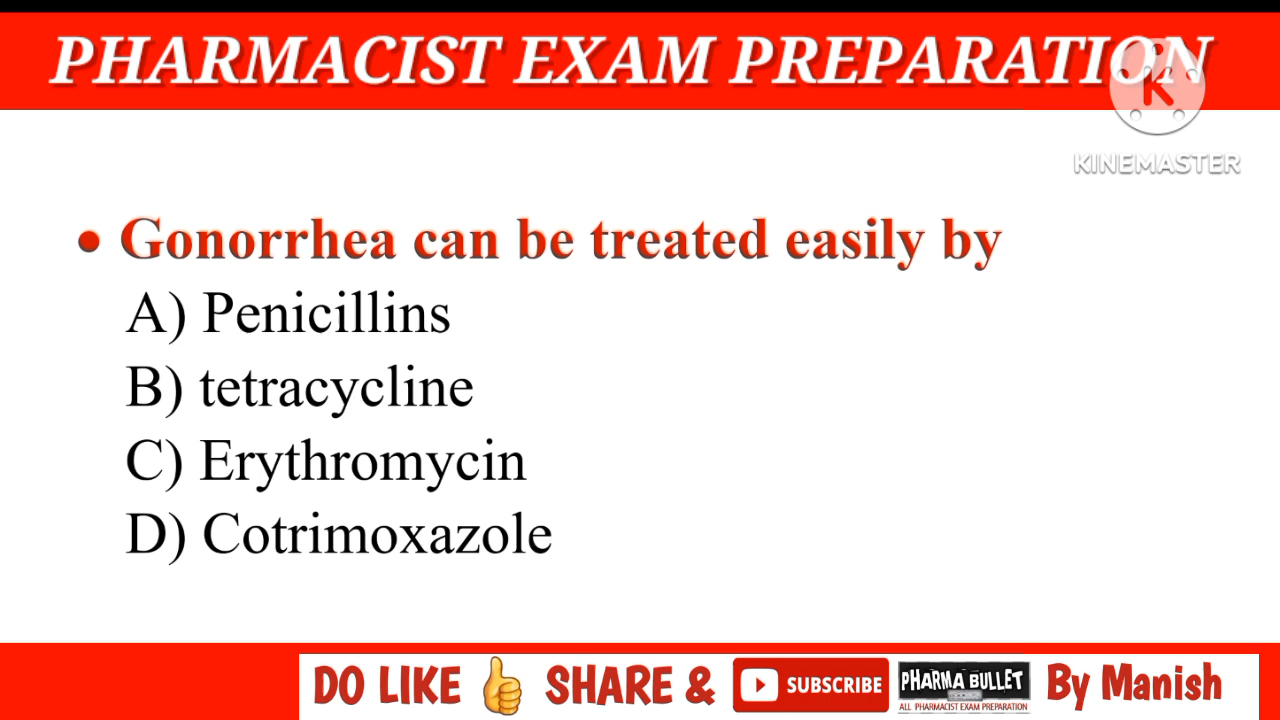 PHARMACIST EXAM PREPARATION
K
KINEMASTER
• Gonorrhea can be treated easily by
A) Penicillins
B) tetracycline
C) Erythromycin
D) Cotrimoxazole
DO LIKE 👍 SHARE & SUBSCRIBE PHARMA BULLET By Manish
ALL PHARMACIST EXAM PREPARATION